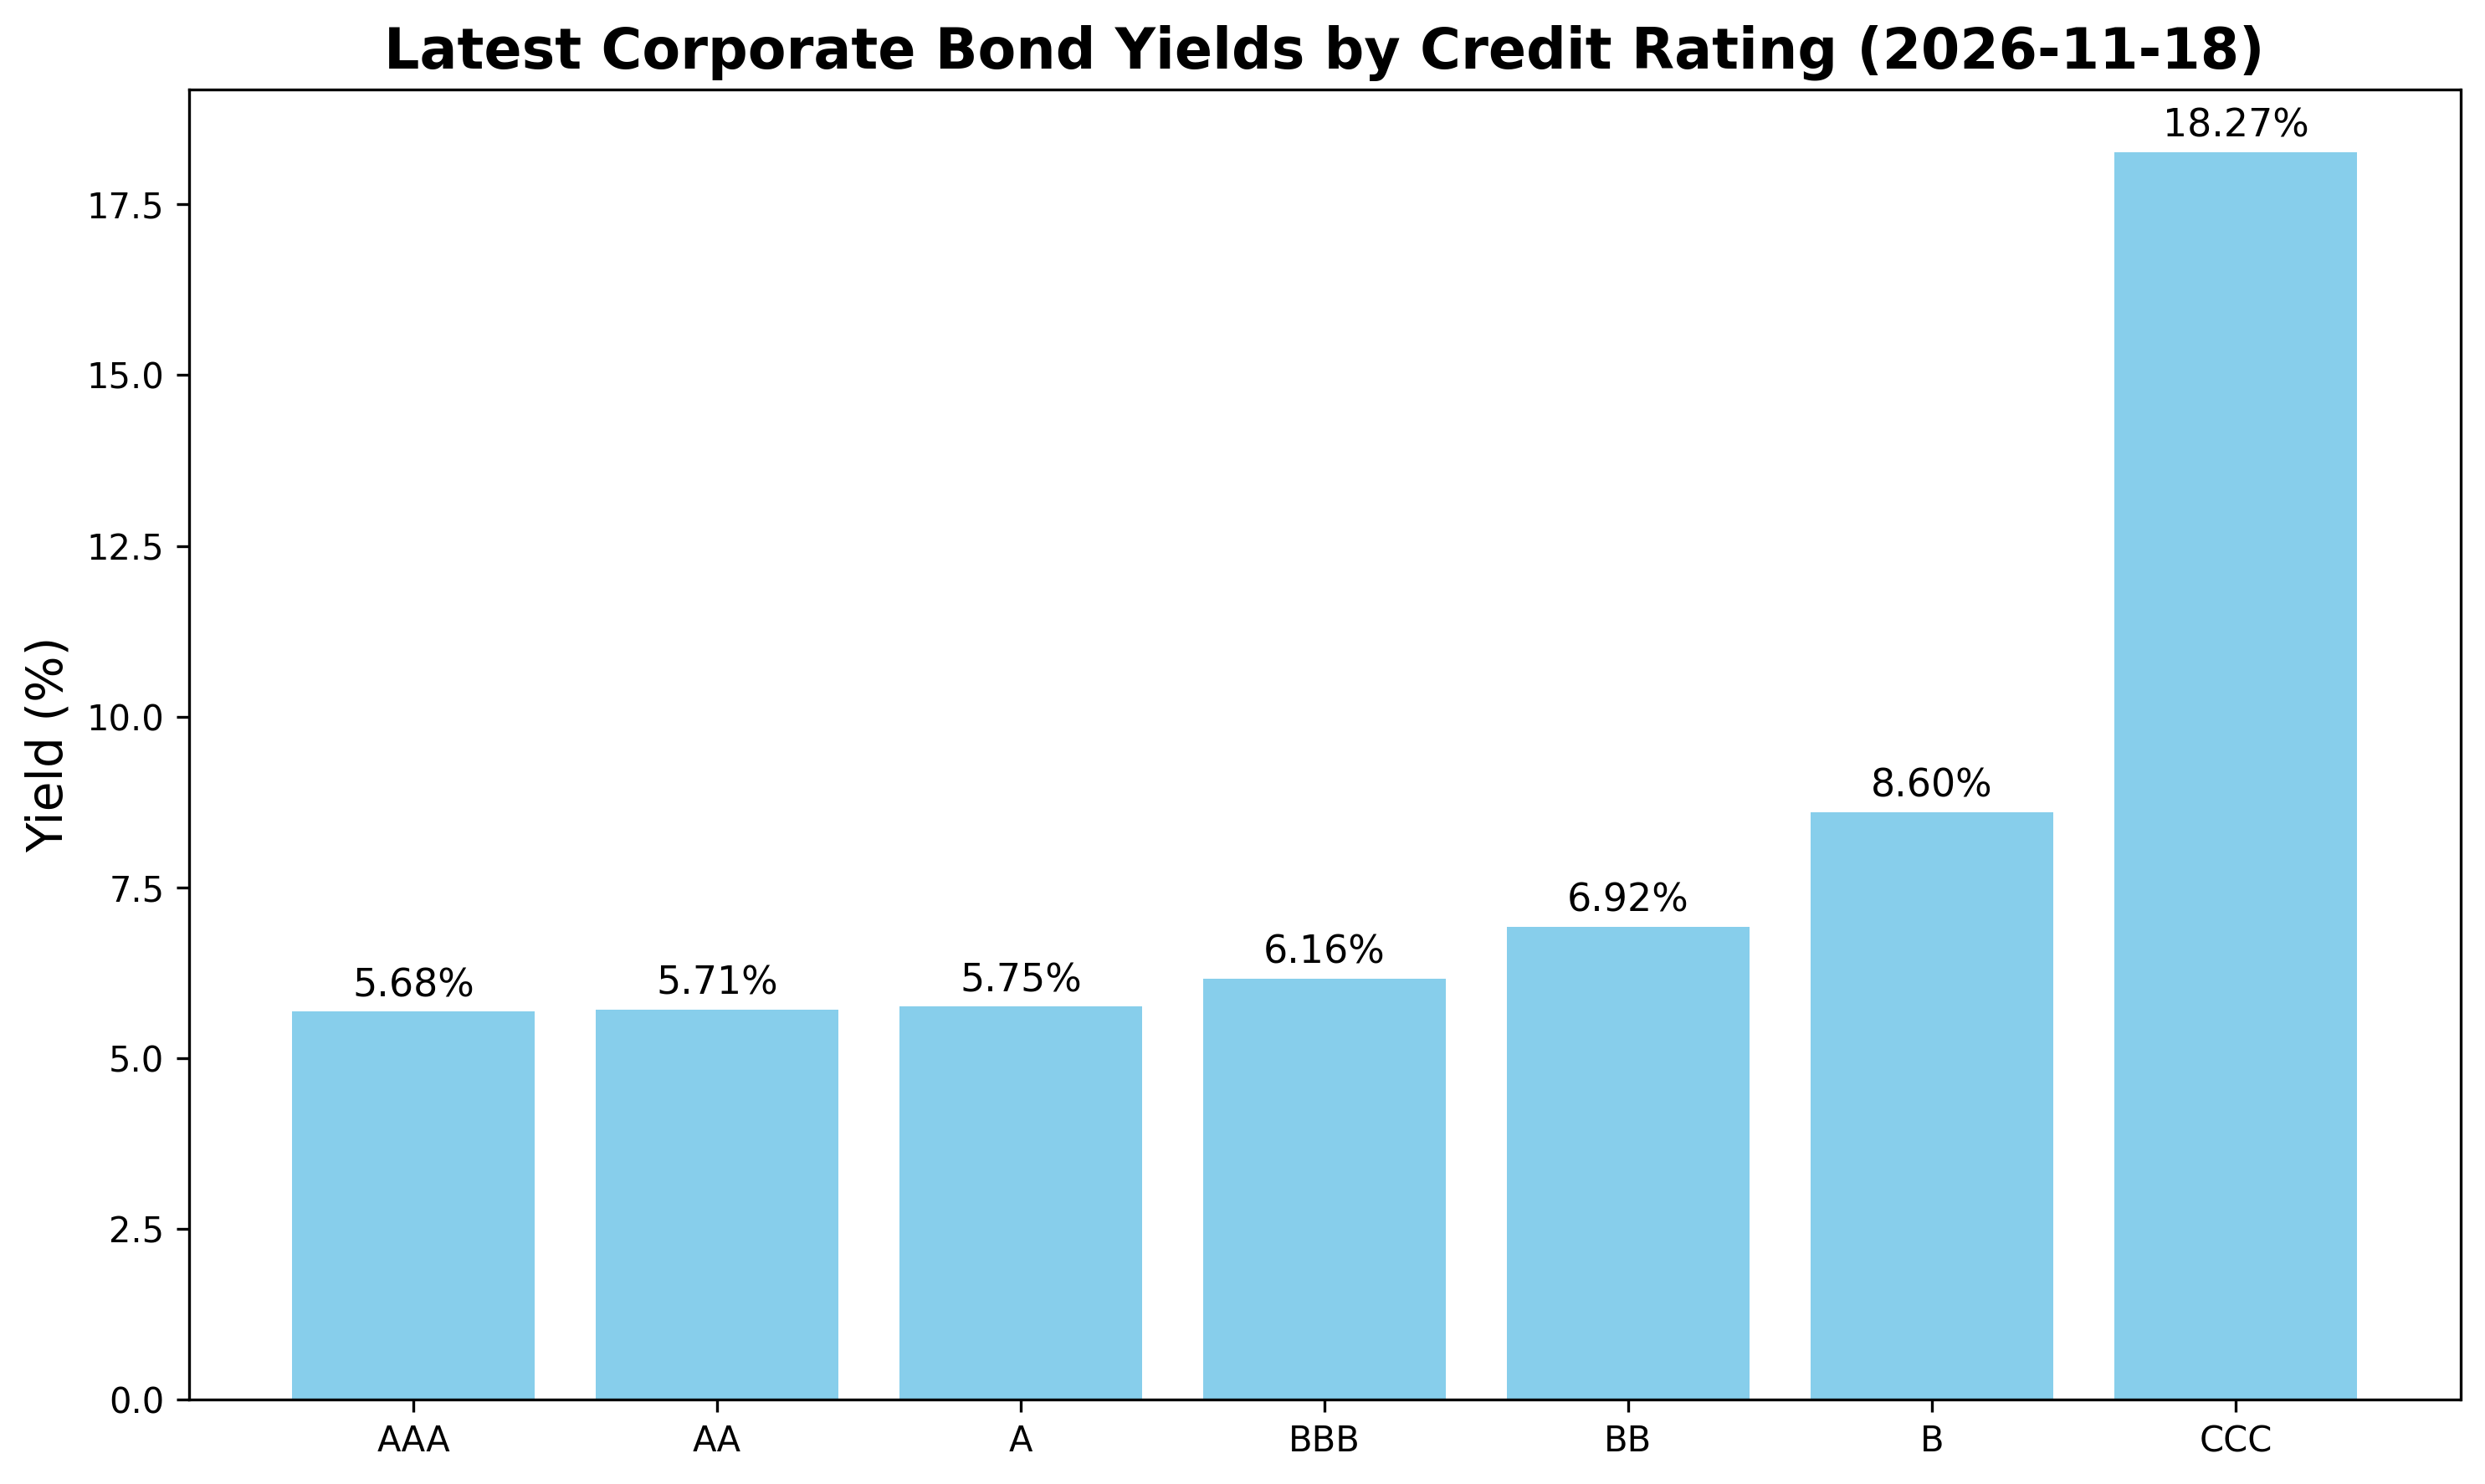 Latest Corporate Bond Yields by Credit Rating (2026-11-18)
Yield (%)
17.5
15.0
12.5
10.0
7.5
5.0
2.5
0.0
5.68%
5.71%
5.75%
6.16%
6.92%
8.60%
18.27%
AAA
AA
A
BBB
BB
B
CCC